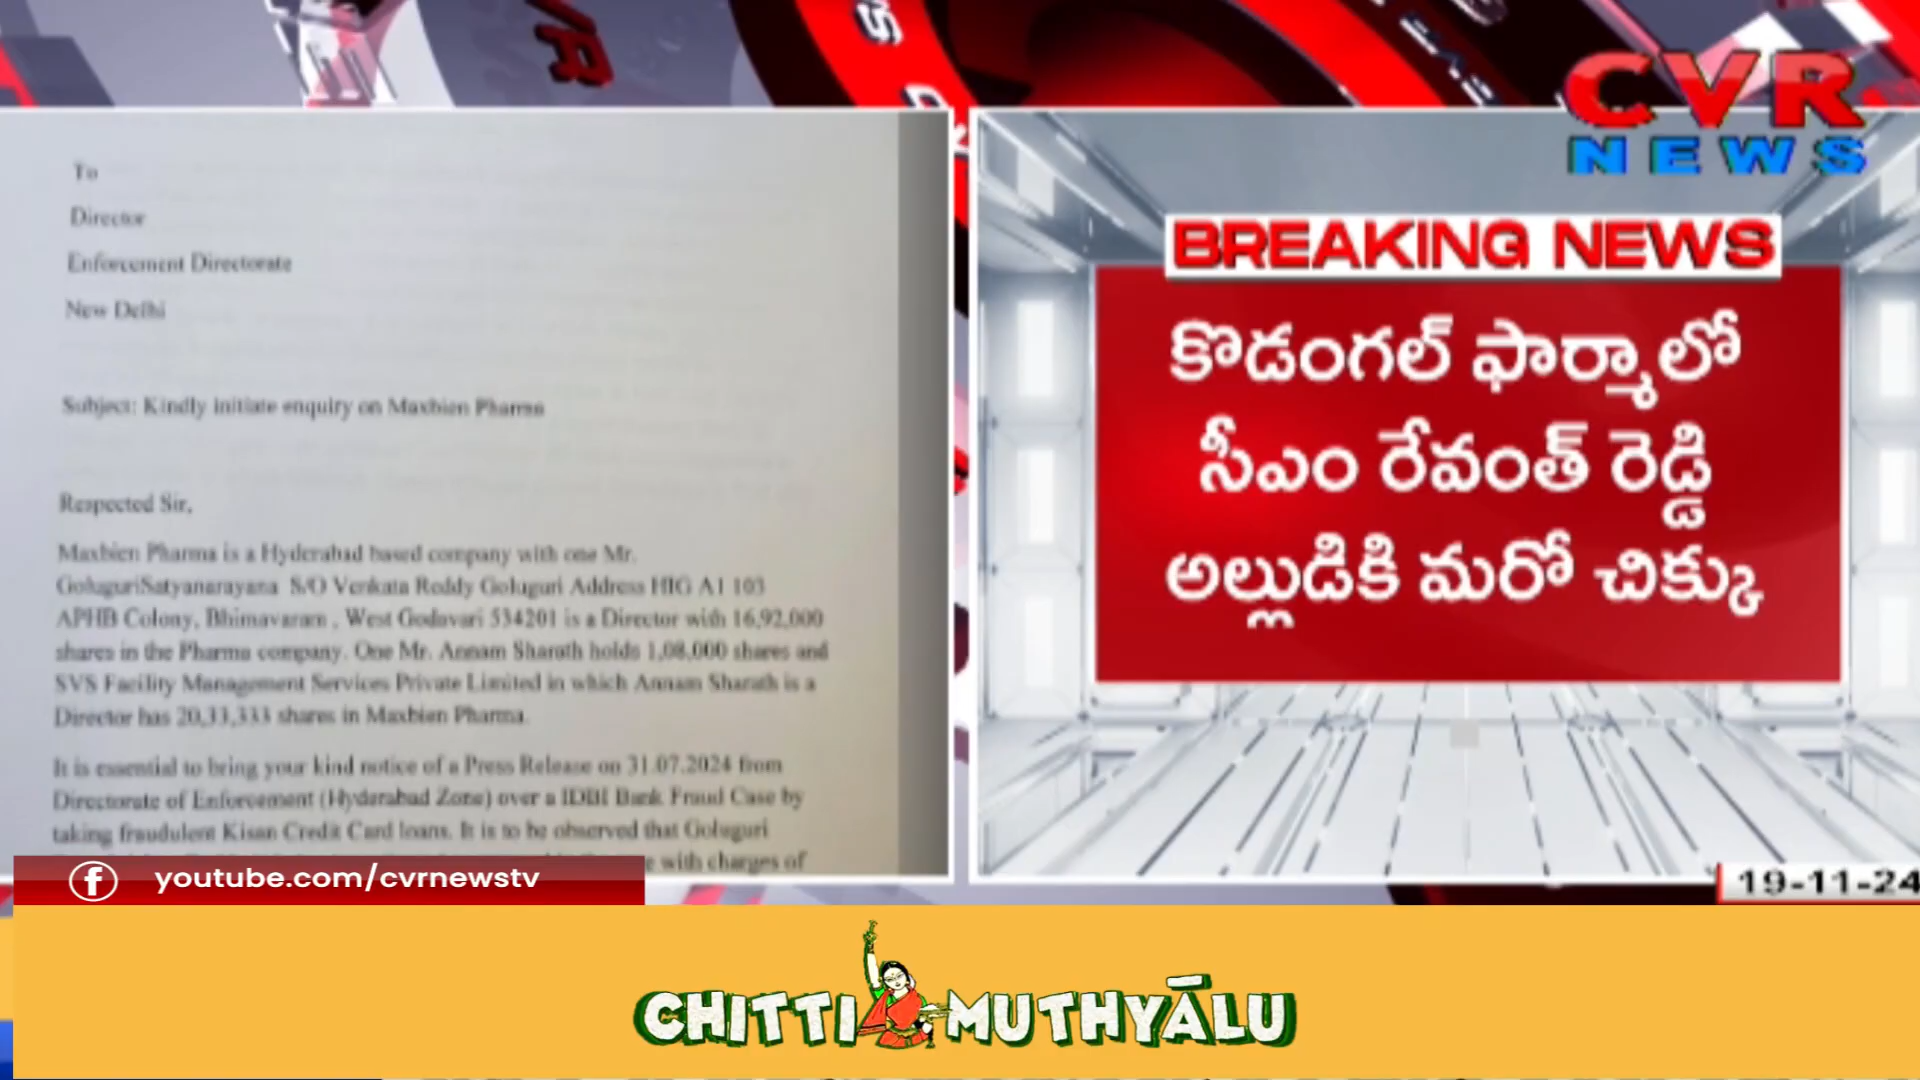 CVR
NEWS
To
Director
Enforcement Directorate
New Delhi
Subject: Kindly initiate enquiry on Maxbien Pharma
Respected Sir,
Maxbien Pharma is a Hyderabad based company with one Mr.
GoluguriSatyanarayana S/O Venkata Reddy Goluguri Address HIG A1 103
APHB Colony, Bhimavaram , West Godavari 534201 is a Director with 16,92,000
shares in the Pharma company. One Mr. Annam Sharath holds 1,08,000 shares and
SVS Facility Management Services Private Limited in which Annam Sharath is a
Director has 20,33,333 shares in Maxbien Pharma.
It is essential to bring your kind notice of a Press Release on 31.07.2024 from
Directorate of Enforcement (Hyderabad Zone) over a IDBI Bank Fraud Case by
taking fraudulent Kisan Credit Card loans. It is to be observed that Goluguri
with charges of
BREAKING NEWS
కొడంగల్ ఫార్మాలో
సీఎం రేవంత్ రెడ్డి
అల్లుడికి మరో చిక్కు
youtube.com/cvrnewstv
19-11-24
CHITTI MUTHYĀLU